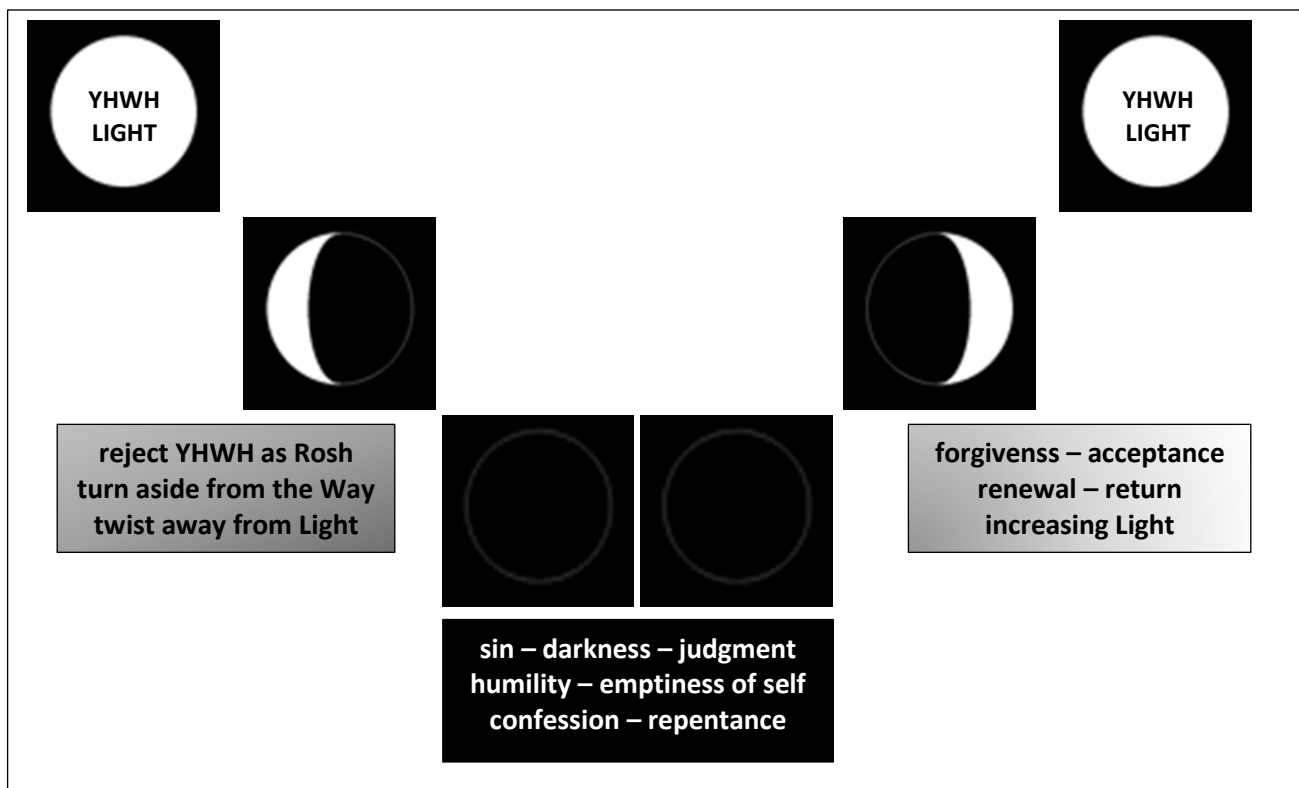 YHWH
LIGHT
YHWH
LIGHT
reject YHWH as Rosh
turn aside from the Way
twist away from Light
forgivenss – acceptance
renewal – return
increasing Light
sin – darkness – judgment
humility – emptiness of self
confession – repentance